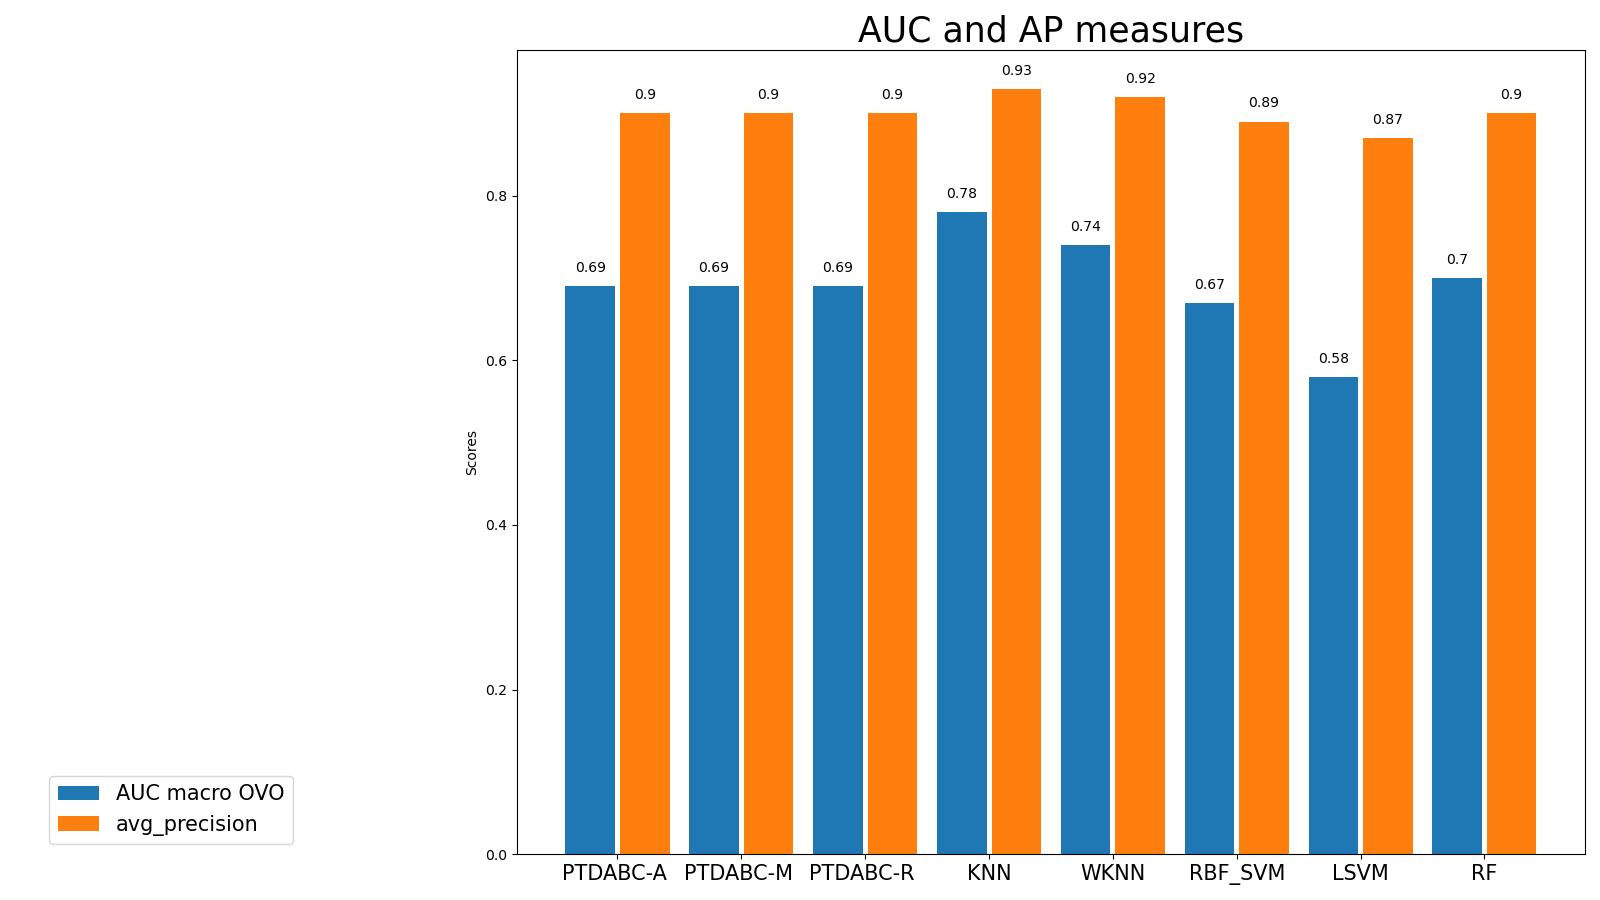 AUC and AP measures
0.93
0.92
0.9
0.9
0.9
0.89
0.87
0.9
0.78
0.74
0.69
0.69
0.69
0.67
0.58
0.7
0.8
0.6
0.4
0.2
0.0
Scores
PTDABC-A
PTDABC-M
PTDABC-R
KNN
WKNN
RBF_SVM
LSVM
RF
AUC macro OVO
avg_precision